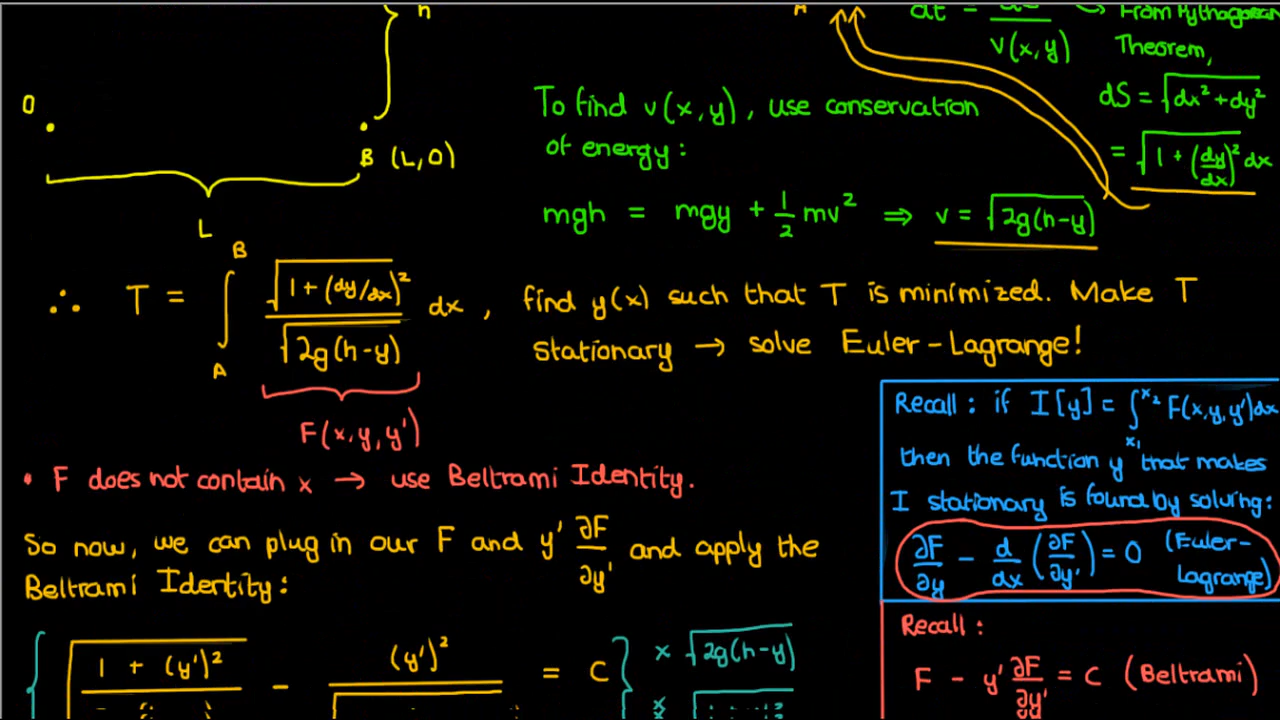 h
A
dt =
v(x, y)
From Pythagorean
Theorem,
dS = √(dx² + dy²)
= √(1 + (dy/dx)²) dx
0
B (L, 0)
L
To find v(x, y), use conservation
of energy:
mgh = mgy + 1/2 mv² ⇒ v = √(2g(h-y))
∴ T = ∫_A^B √(1 + (dy/dx)²) / √(2g(h-y)) dx , find y(x) such that T is minimized. Make T
stationary → solve Euler-Lagrange!
F(x, y, y')
• F does not contain x → use Beltrami Identity.
So now, we can plug in our F and y' ∂F/∂y' and apply the
Beltrami Identity:
{ 1 + (y')² - (y')² = C } × √(2g(h-y))
×
Recall: if I[y] = ∫_{x₁}^{x₂} F(x, y, y')dx
then the function y that makes
I stationary is found by solving:
∂F/∂y - d/dx (∂F/∂y') = 0 (Euler-
Lagrange)
Recall:
F - y' ∂F/∂y' = C (Beltrami)